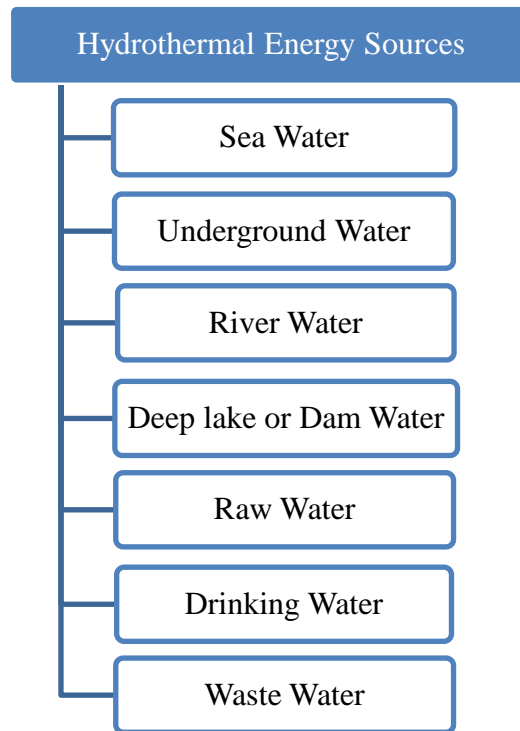 Hydrothermal Energy Sources
Sea Water
Underground Water
River Water
Deep lake or Dam Water
Raw Water
Drinking Water
Waste Water